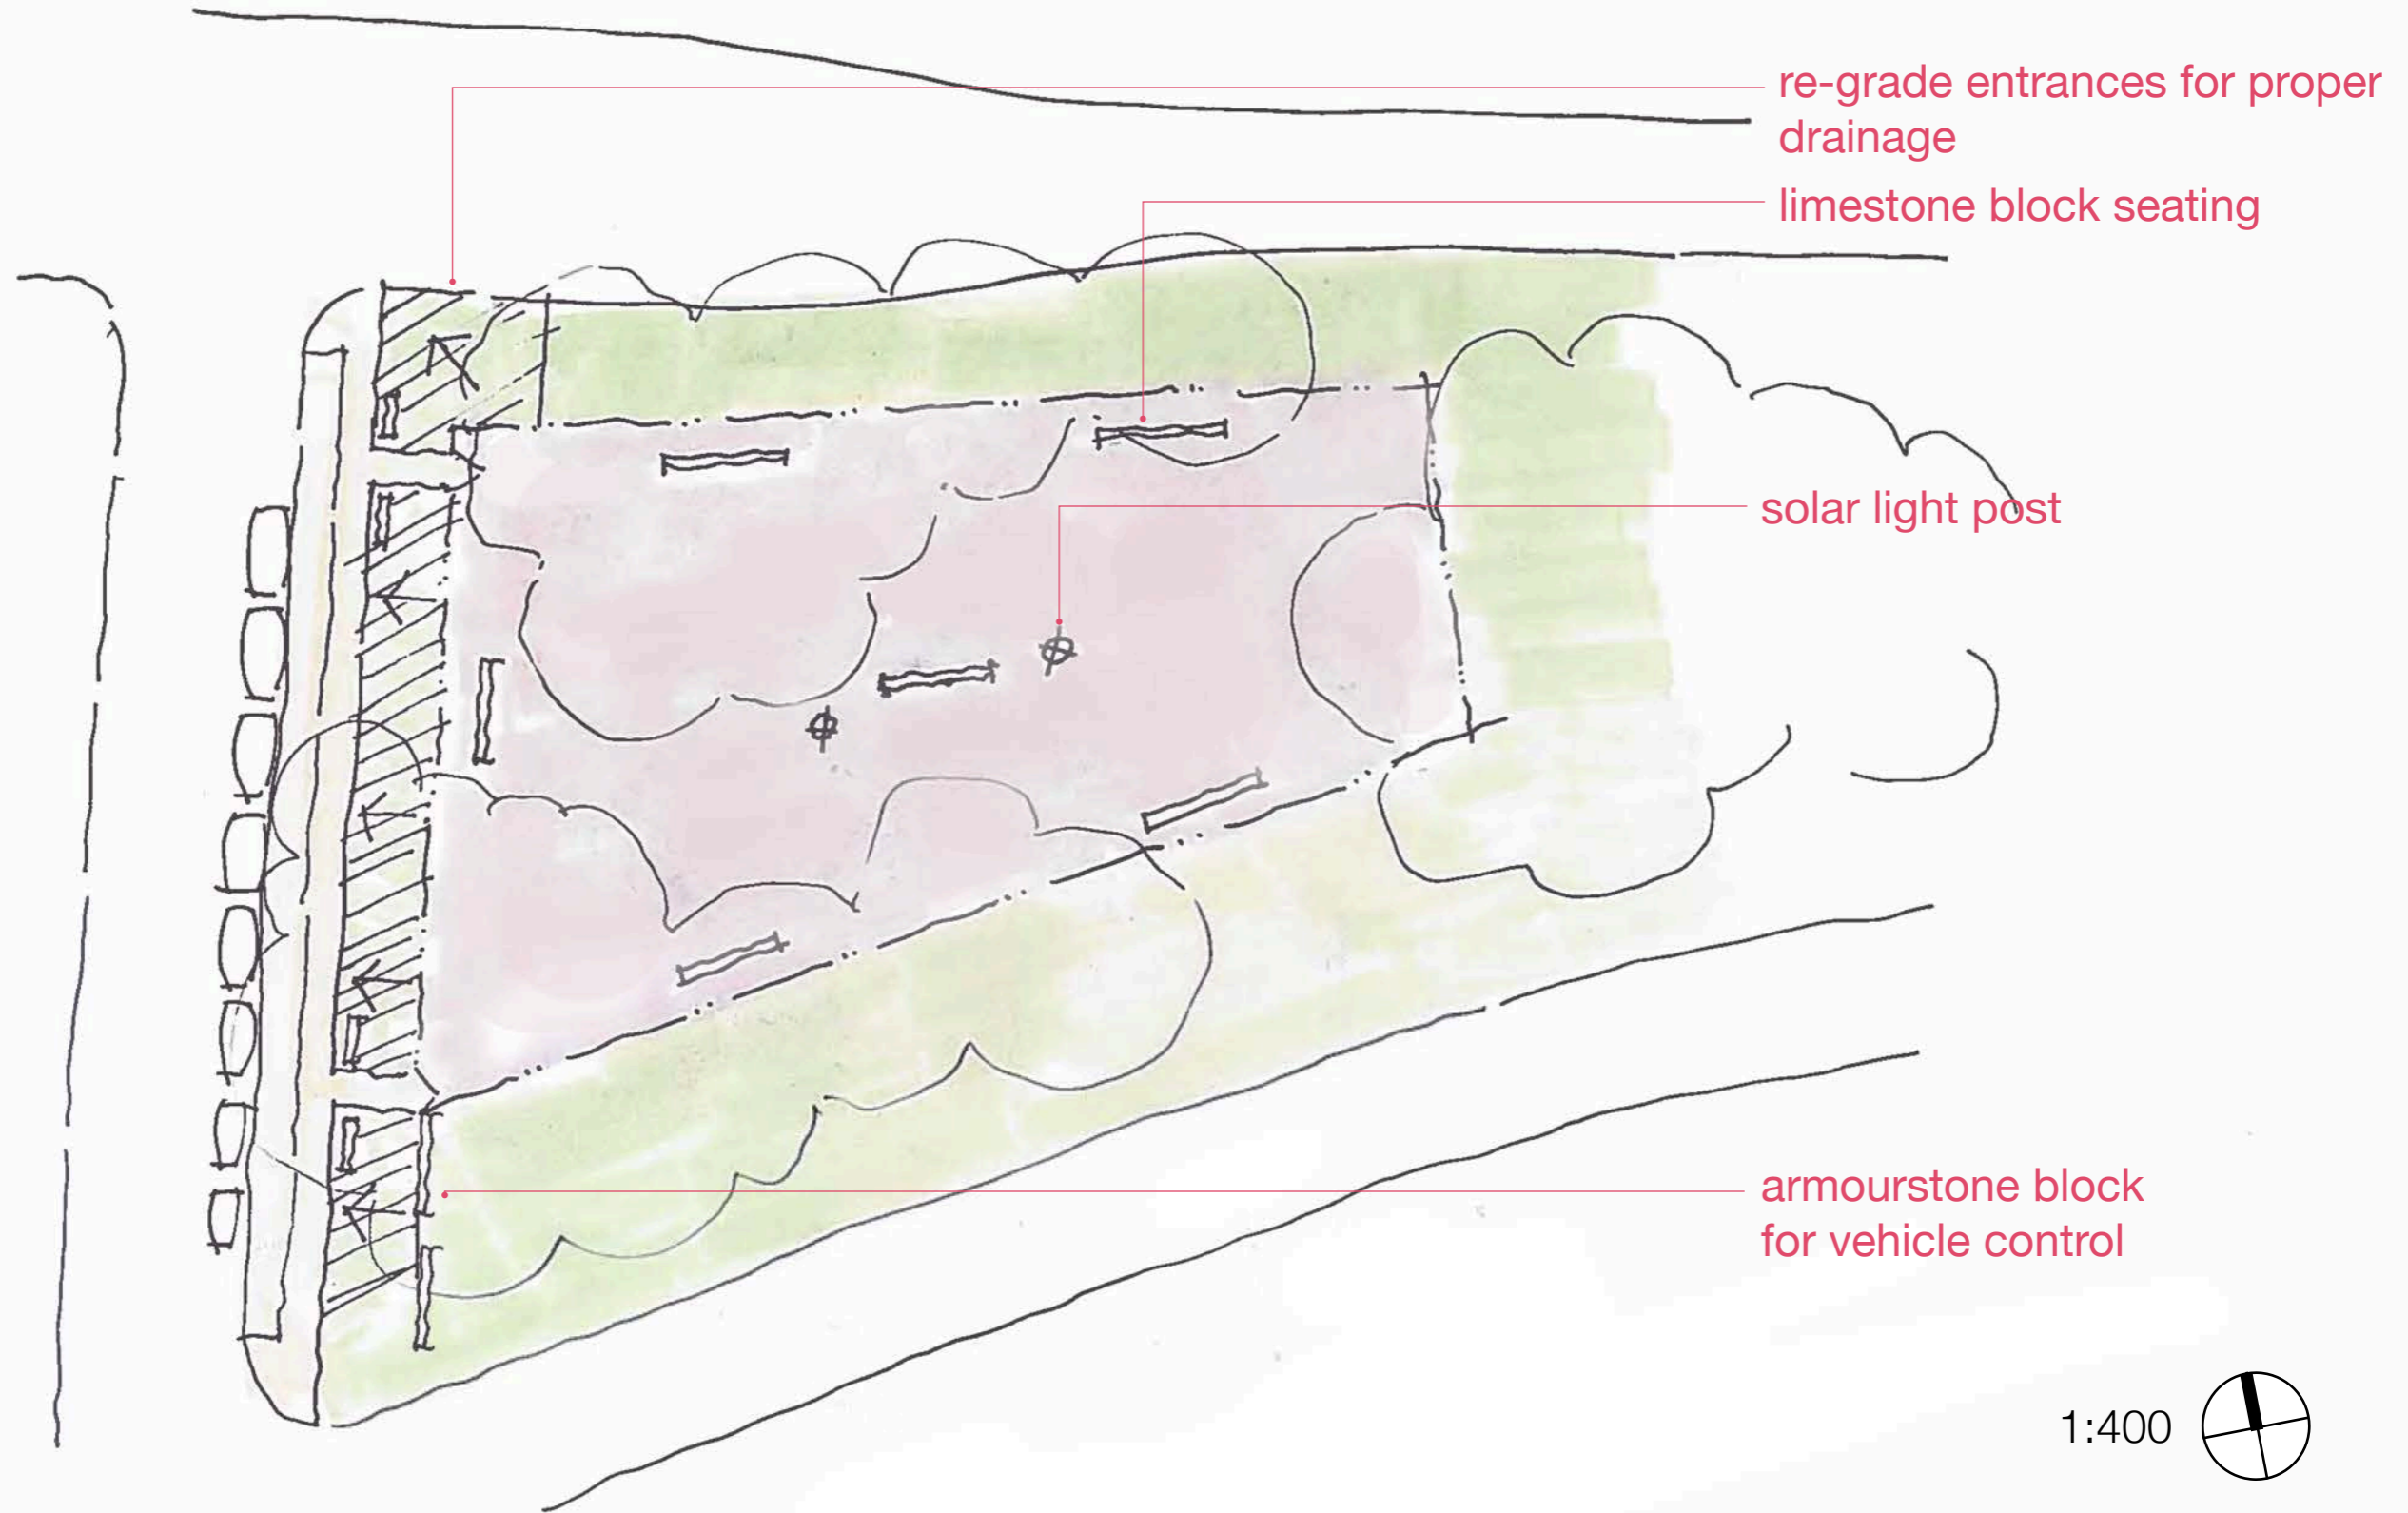 re-grade entrances for proper
drainage
limestone block seating
solar light post
armourstone block
for vehicle control
1:400